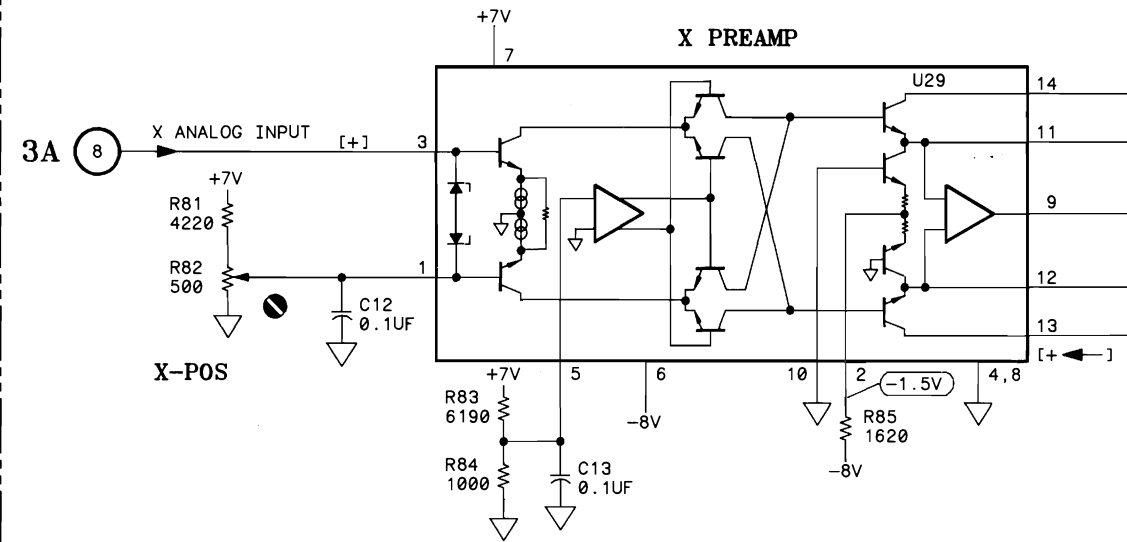 +7V
7
X PREAMP
U29
14
X ANALOG INPUT
[+]
3
11
3A
8
+7V
R81
4220
9
R82
500
1
C12
0.1UF
12
13
X-POS
[+ ]
+7V
5
6
10
2
4,8
-1.5V
R83
6190
-8V
R85
1620
R84
1000
C13
0.1UF
-8V